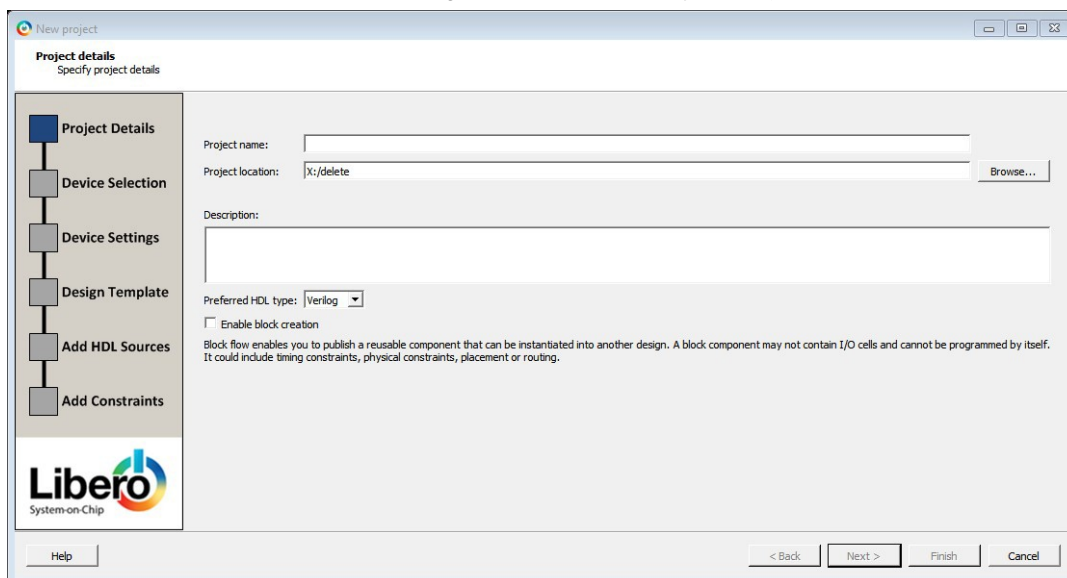 New project
Project details
Specify project details
Project Details
Device Selection
Device Settings
Design Template
Add HDL Sources
Add Constraints
Libero
System-on-Chip
Project name:
Project location: X:/delete Browse...
Description:
Preferred HDL type: Verilog
Enable block creation
Block flow enables you to publish a reusable component that can be instantiated into another design. A block component may not contain I/O cells and cannot be programmed by itself.
It could include timing constraints, physical constraints, placement or routing.
Help < Back Next > Finish Cancel